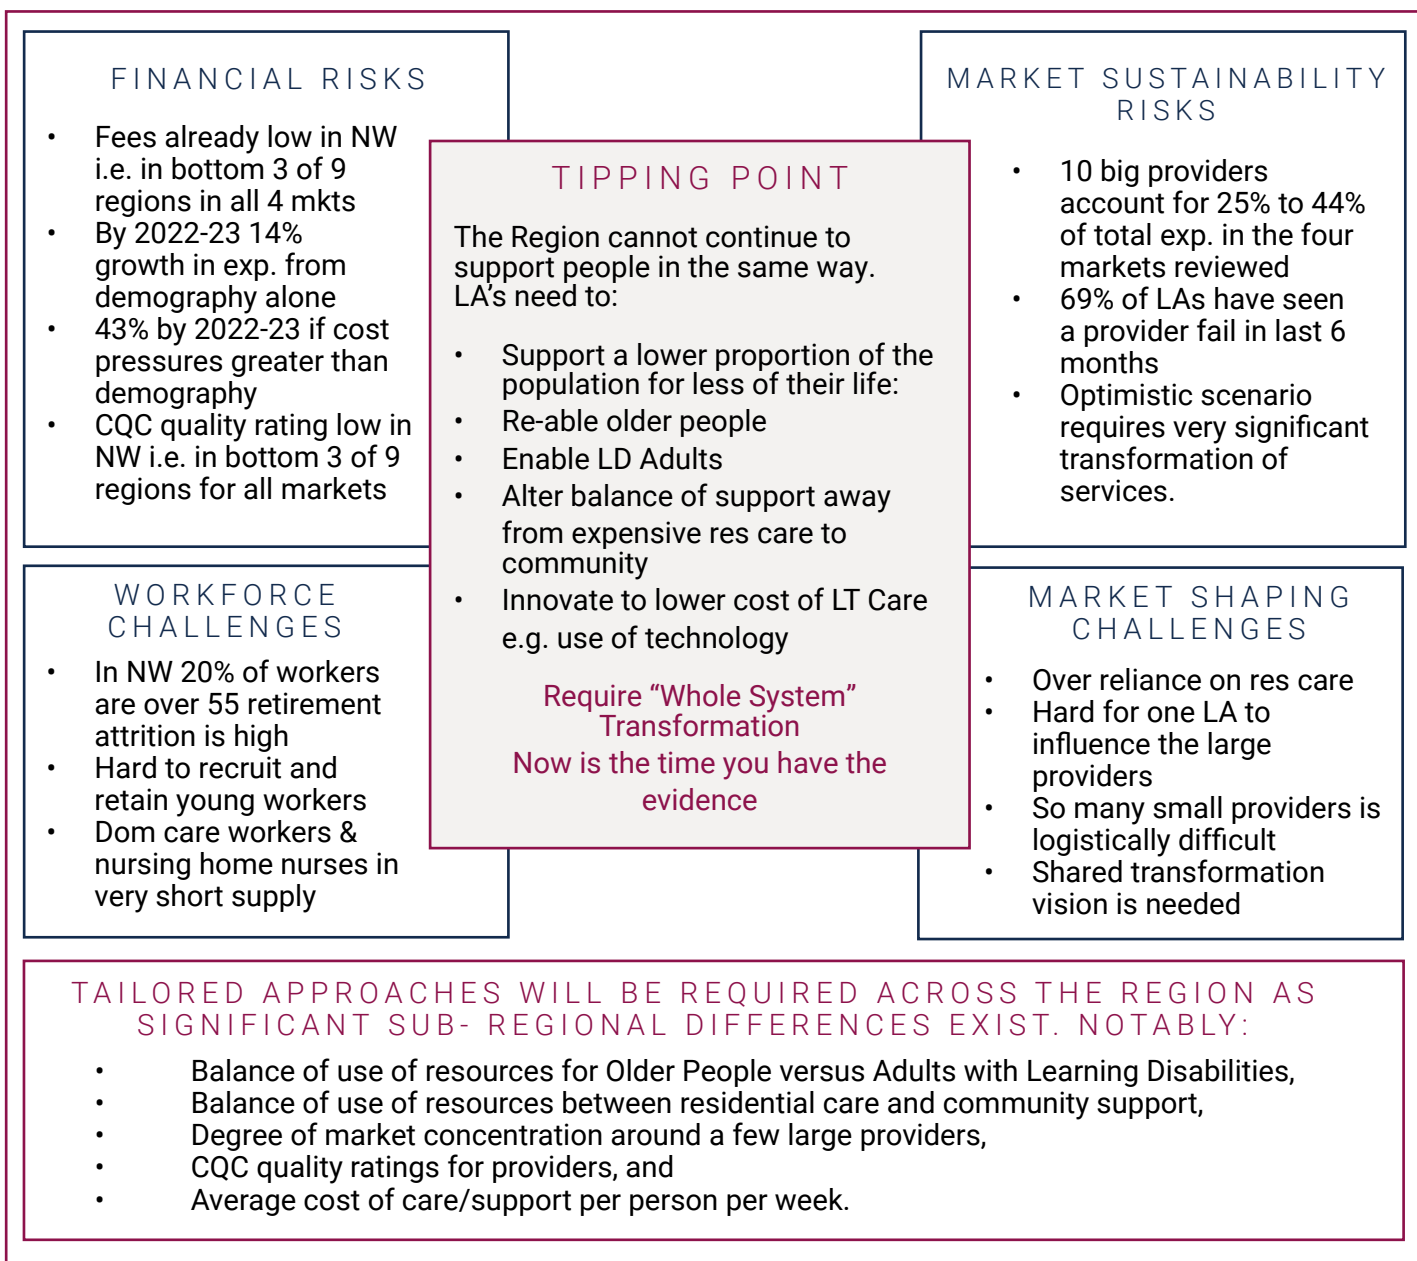 FINANCIAL RISKS
• Fees already low in NW
i.e. in bottom 3 of 9
regions in all 4 mkts
• By 2022-23 14%
growth in exp. from
demography alone
• 43% by 2022-23 if cost
pressures greater than
demography
• CQC quality rating low in
NW i.e. in bottom 3 of 9
regions for all markets
WORKFORCE
CHALLENGES
• In NW 20% of workers
are over 55 retirement
attrition is high
• Hard to recruit and
retain young workers
• Dom care workers &
nursing home nurses in
very short supply
TIPPING POINT
The Region cannot continue to
support people in the same way.
LA’s need to:
• Support a lower proportion of the
population for less of their life:
• Re-able older people
• Enable LD Adults
• Alter balance of support away
from expensive res care to
community
• Innovate to lower cost of LT Care
e.g. use of technology
Require “Whole System”
Transformation
Now is the time you have the
evidence
MARKET SUSTAINABILITY
RISKS
• 10 big providers
account for 25% to 44%
of total exp. in the four
markets reviewed
• 69% of LAs have seen
a provider fail in last 6
months
• Optimistic scenario
requires very significant
transformation of
services.
MARKET SHAPING
CHALLENGES
• Over reliance on res care
• Hard for one LA to
influence the large
providers
• So many small providers is
logistically difficult
• Shared transformation
vision is needed
TAILORED APPROACHES WILL BE REQUIRED ACROSS THE REGION AS
SIGNIFICANT SUB- REGIONAL DIFFERENCES EXIST. NOTABLY:
• Balance of use of resources for Older People versus Adults with Learning Disabilities,
• Balance of use of resources between residential care and community support,
• Degree of market concentration around a few large providers,
• CQC quality ratings for providers, and
• Average cost of care/support per person per week.